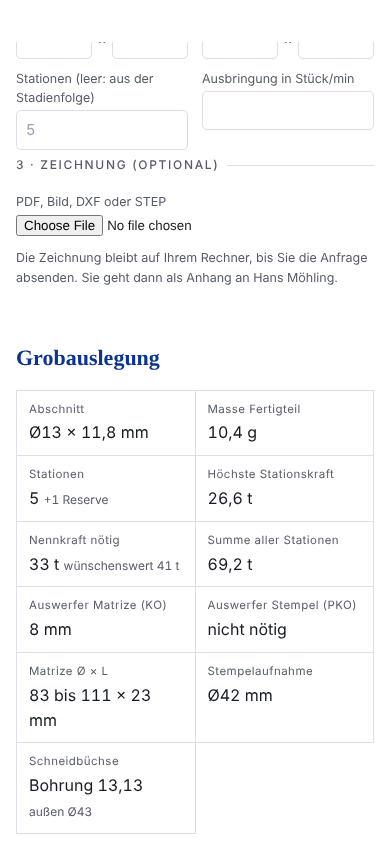 Stationen (leer: aus der
Stadienfolge)
5
Ausbringung in Stück/min
3 · ZEICHNUNG (OPTIONAL)
PDF, Bild, DXF oder STEP
Choose File No file chosen
Die Zeichnung bleibt auf Ihrem Rechner, bis Sie die Anfrage
absenden. Sie geht dann als Anhang an Hans Möhling.
Grobauslegung
Abschnitt
Ø13 × 11,8 mm
Masse Fertigteil
10,4 g
Stationen
5 +1 Reserve
Höchste Stationskraft
26,6 t
Nennkraft nötig
33 t wünschenswert 41 t
Summe aller Stationen
69,2 t
Auswerfer Matrize (KO)
8 mm
Auswerfer Stempel (PKO)
nicht nötig
Matrize Ø × L
83 bis 111 × 23
mm
Stempelaufnahme
Ø42 mm
Schneidbüchse
Bohrung 13,13
außen Ø43